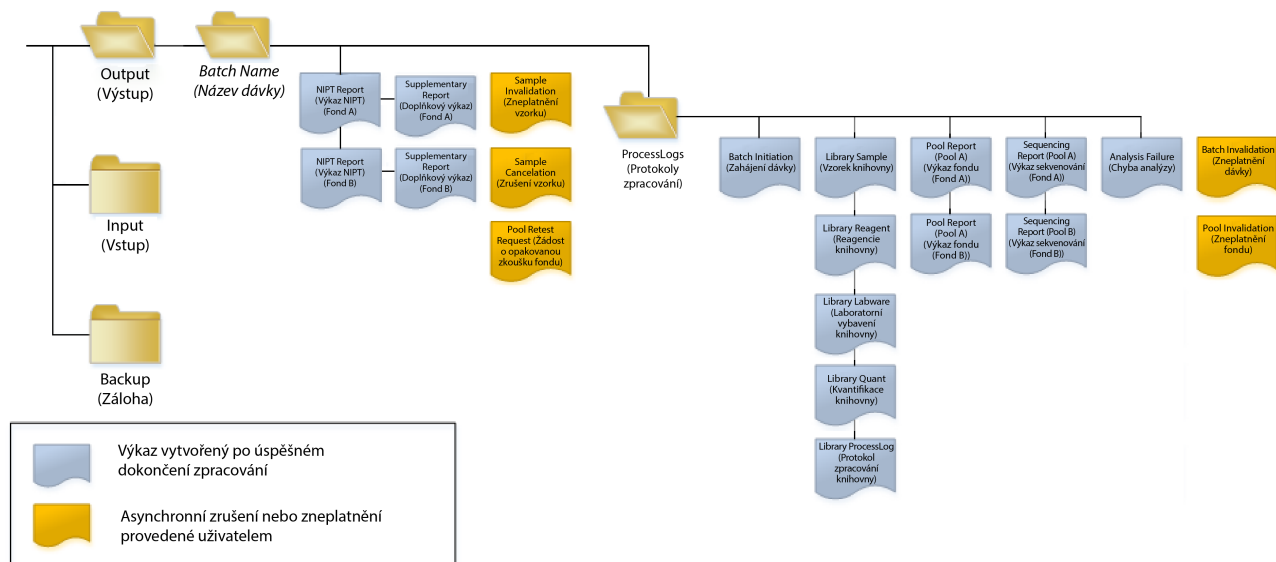 Output
(Výstup)
Batch Name
(Název dávky)
Input
(Vstup)
Backup
(Záloha)
NIPT Report
(Výkaz NIPT)
(Fond A)
Supplementary
Report
(Doplňkový výkaz)
(Fond A)
Sample
Invalidation
(Zneplatnění
vzorku)
NIPT Report
(Výkaz NIPT)
(Fond B)
Supplementary
Report
(Doplňkový výkaz)
(Fond B)
Sample
Cancelation
(Zrušení vzorku)
Pool Retest
Request (Žádost
o opakovanou
zkoušku fondu)
ProcessLogs
(Protokoly
zpracování)
Batch Initiation
(Zahájení dávky)
Library Sample
(Vzorek knihovny)
Pool Report
(Pool A)
(Výkaz fondu
(Fond A))
Sequencing
Report (Pool A)
(Výkaz sekvenování
(Fond A))
Analysis Failure
(Chyba analýzy)
Batch Invalidation
(Zneplatnění
dávky)
Library Reagent
(Reagencie
knihovny)
Pool Report
(Pool A)
(Výkaz fondu
(Fond B))
Sequencing
Report (Pool B)
(Výkaz sekvenování
(Fond B))
Pool Invalidation
(Zneplatnění
fondu)
Library Labware
(Laboratorní
vybavení
knihovny)
Library Quant
(Kvantifikace
knihovny)
Library ProcessLog
(Protokol
zpracování
knihovny)
Výkaz vytvořený po úspěšném
dokončení zpracování
Asynchronní zrušení nebo zneplatnění
provedené uživatelem